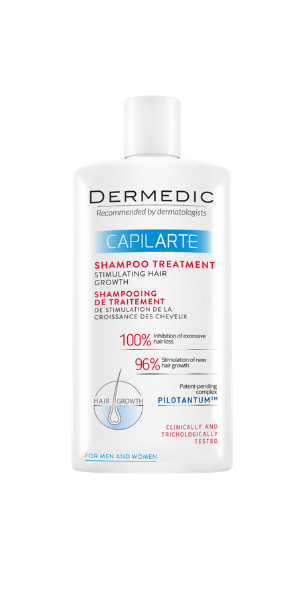 DERMEDIC
Recommended by dermatologists
CAPILARTE
SHAMPOO TREATMENT
STIMULATING HAIR
GROWTH
SHAMPOOING
DE TRAITEMENT
DE STIMULATION DE LA
CROISSANCE DES CHEVEUX
100% Inhibition of excessive
hair loss
96% Stimulation of new
hair growth
Patent-pending
complex
PILOTANTUM™
HAIR GROWTH
CLINICALLY AND
TRICHOLOGICALLY
TESTED
FOR MEN AND WOMEN